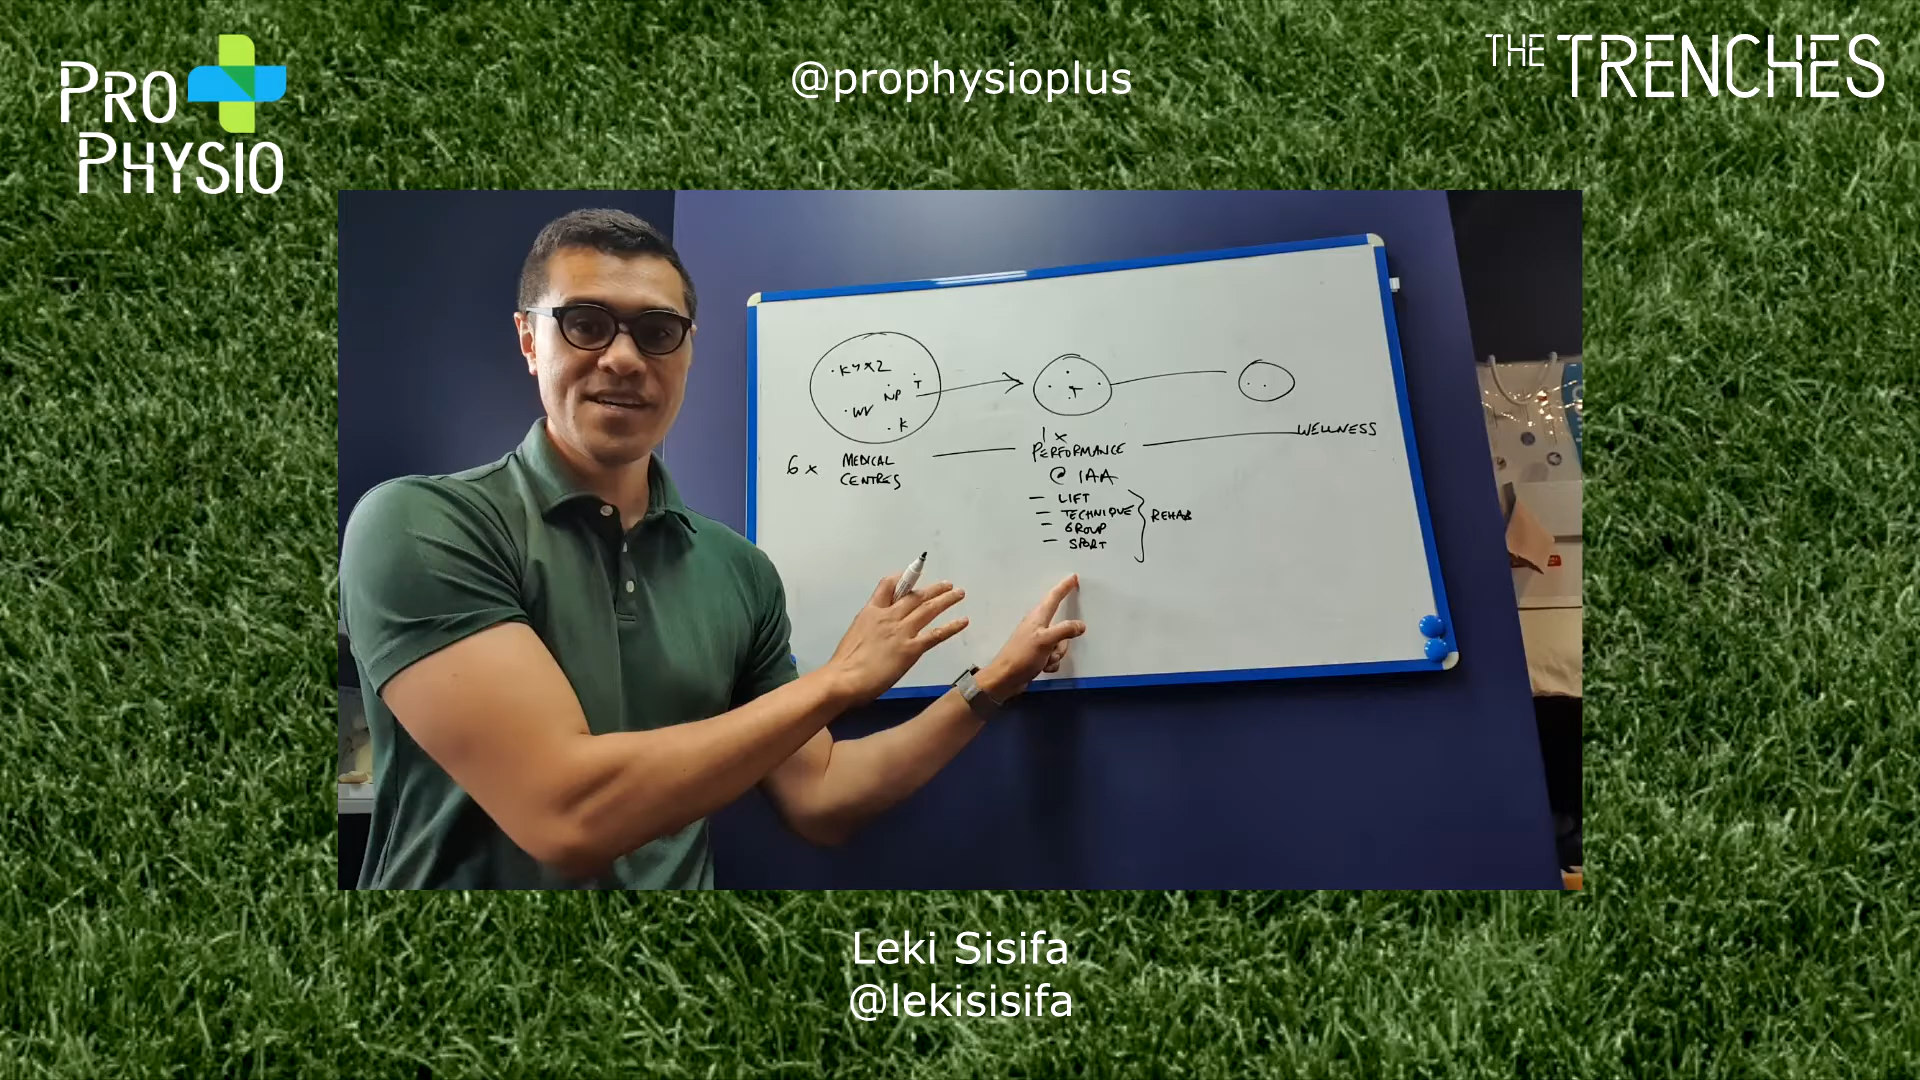 PRO
PHYSIO
@prophysioplus
THE TRENCHES
T
NP
WV
K
T
6 x MEDICAL
CENTRES
1 x
PERFORMANCE
@ IAA
— LIFT
— TECHNIQUE
— GROUP
— SPORT
REHAB
WELLNESS
Leki Sisifa
@lekisisifa